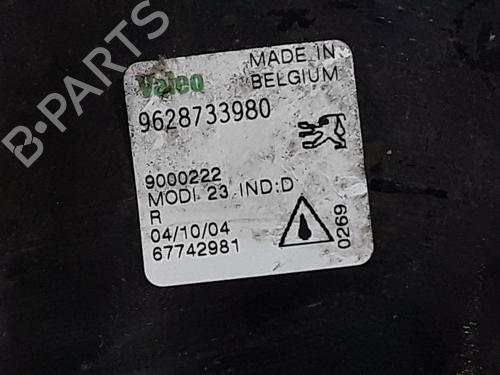 B-PARTS
Valeo
MADE IN
BELGIUM
9628733980
9000222
MODI 23 IND:D
R
04/10/04
67742981
0269